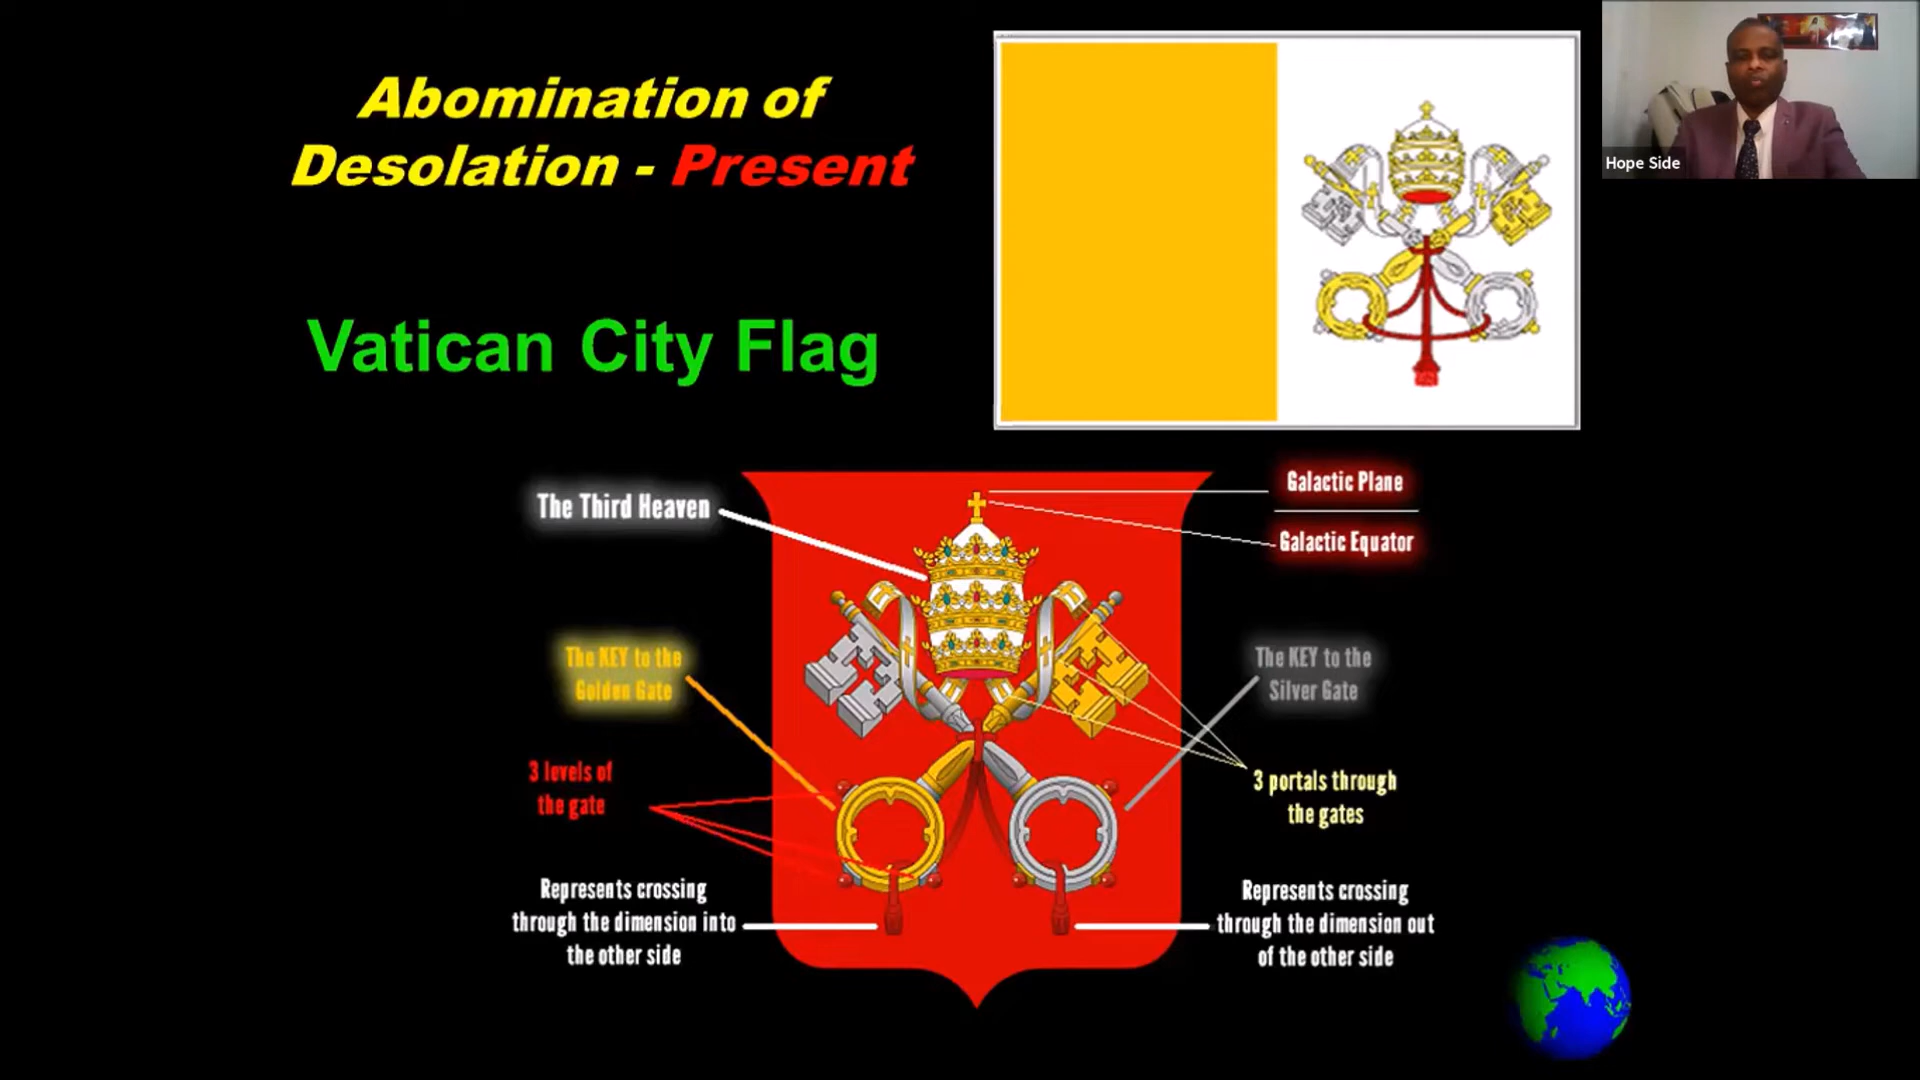 Abomination of
Desolation - Present
Hope Side
Vatican City Flag
The Third Heaven
Galactic Plane
Galactic Equator
The KEY to the
Golden Gate
The KEY to the
Silver Gate
3 levels of
the gate
3 portals through
the gates
Represents crossing
through the dimension into
the other side
Represents crossing
through the dimension out
of the other side